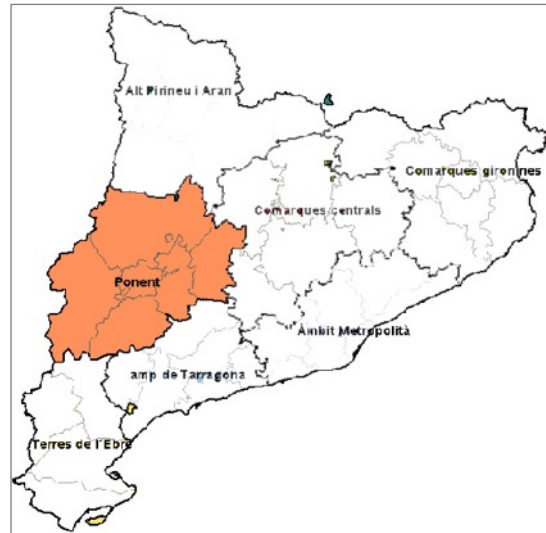 Alt Pirineu i Aran
Comarques gironines
Comarques centrals
Ponent
Àmbit Metropolità
amp de Tarragona
Terres de l'Ebre